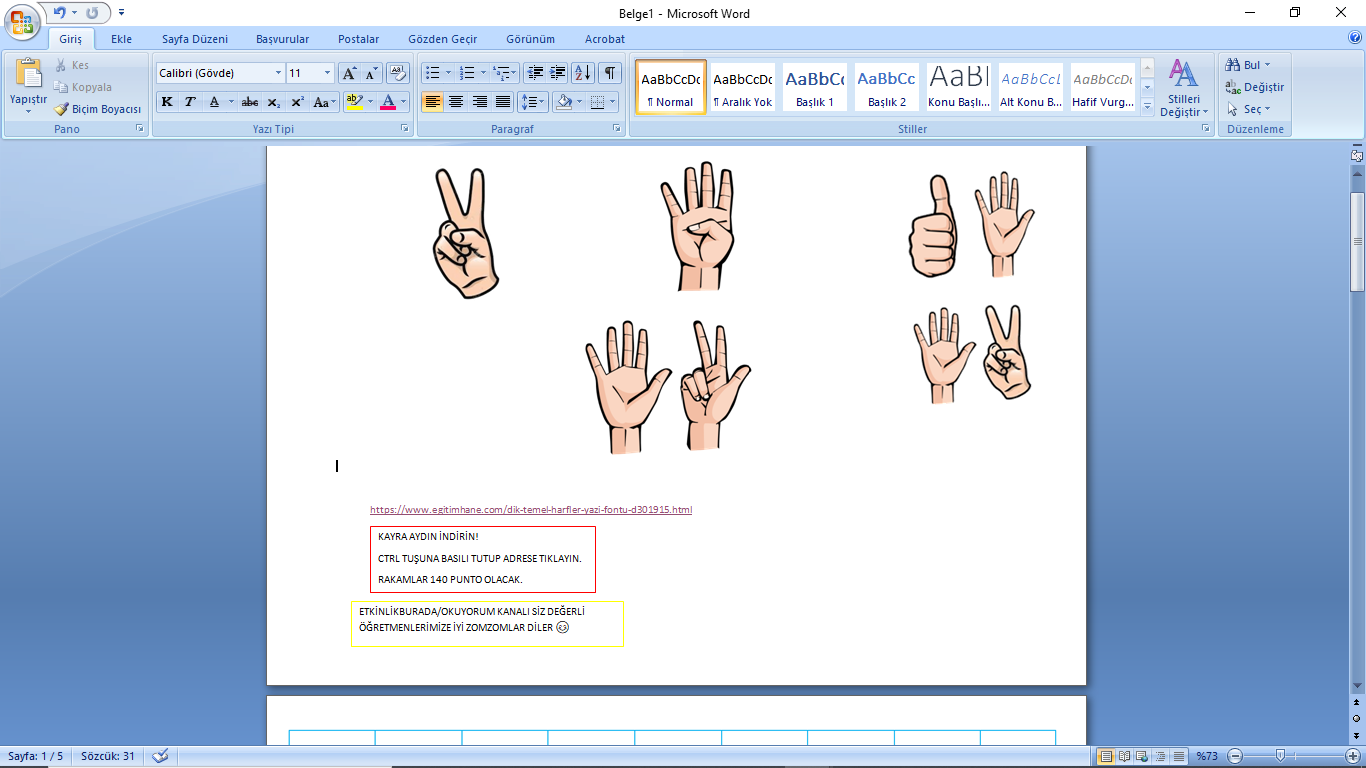 Belge1 - Microsoft Word
Giriş Ekle Sayfa Düzeni Başvurular Postalar Gözden Geçir Görünüm Acrobat
Yapıştır
Kes
Kopyala
Biçim Boyacısı
Pano
Calibri (Gövde) 11
K T A abc x₂ x² Aa
Yazı Tipi
Paragraf
AaBbCcDc AaBbCcDc AaBbCc AaBbCc AaBl AaBbCcL AaBbCcDc
¶ Normal ¶ Aralık Yok Başlık 1 Başlık 2 Konu Başlı... Alt Konu B... Hafif Vurg...
Stilleri
Değiştir
Stiller
Bul
Değiştir
Seç
Düzenleme
https://www.egitimhane.com/dik-temel-harfler-yazi-fontu-d301915.html
KAYRA AYDIN İNDİRİN!
CTRL TUŞUNA BASILI TUTUP ADRESE TIKLAYIN.
RAKAMLAR 140 PUNTO OLACAK.
ETKİNLİKBURADA/OKUYORUM KANALI SİZ DEĞERLİ
ÖĞRETMENLERİMİZE İYİ ZOMZOMLAR DİLER 😂
Sayfa: 1 / 5 Sözcük: 31 %73